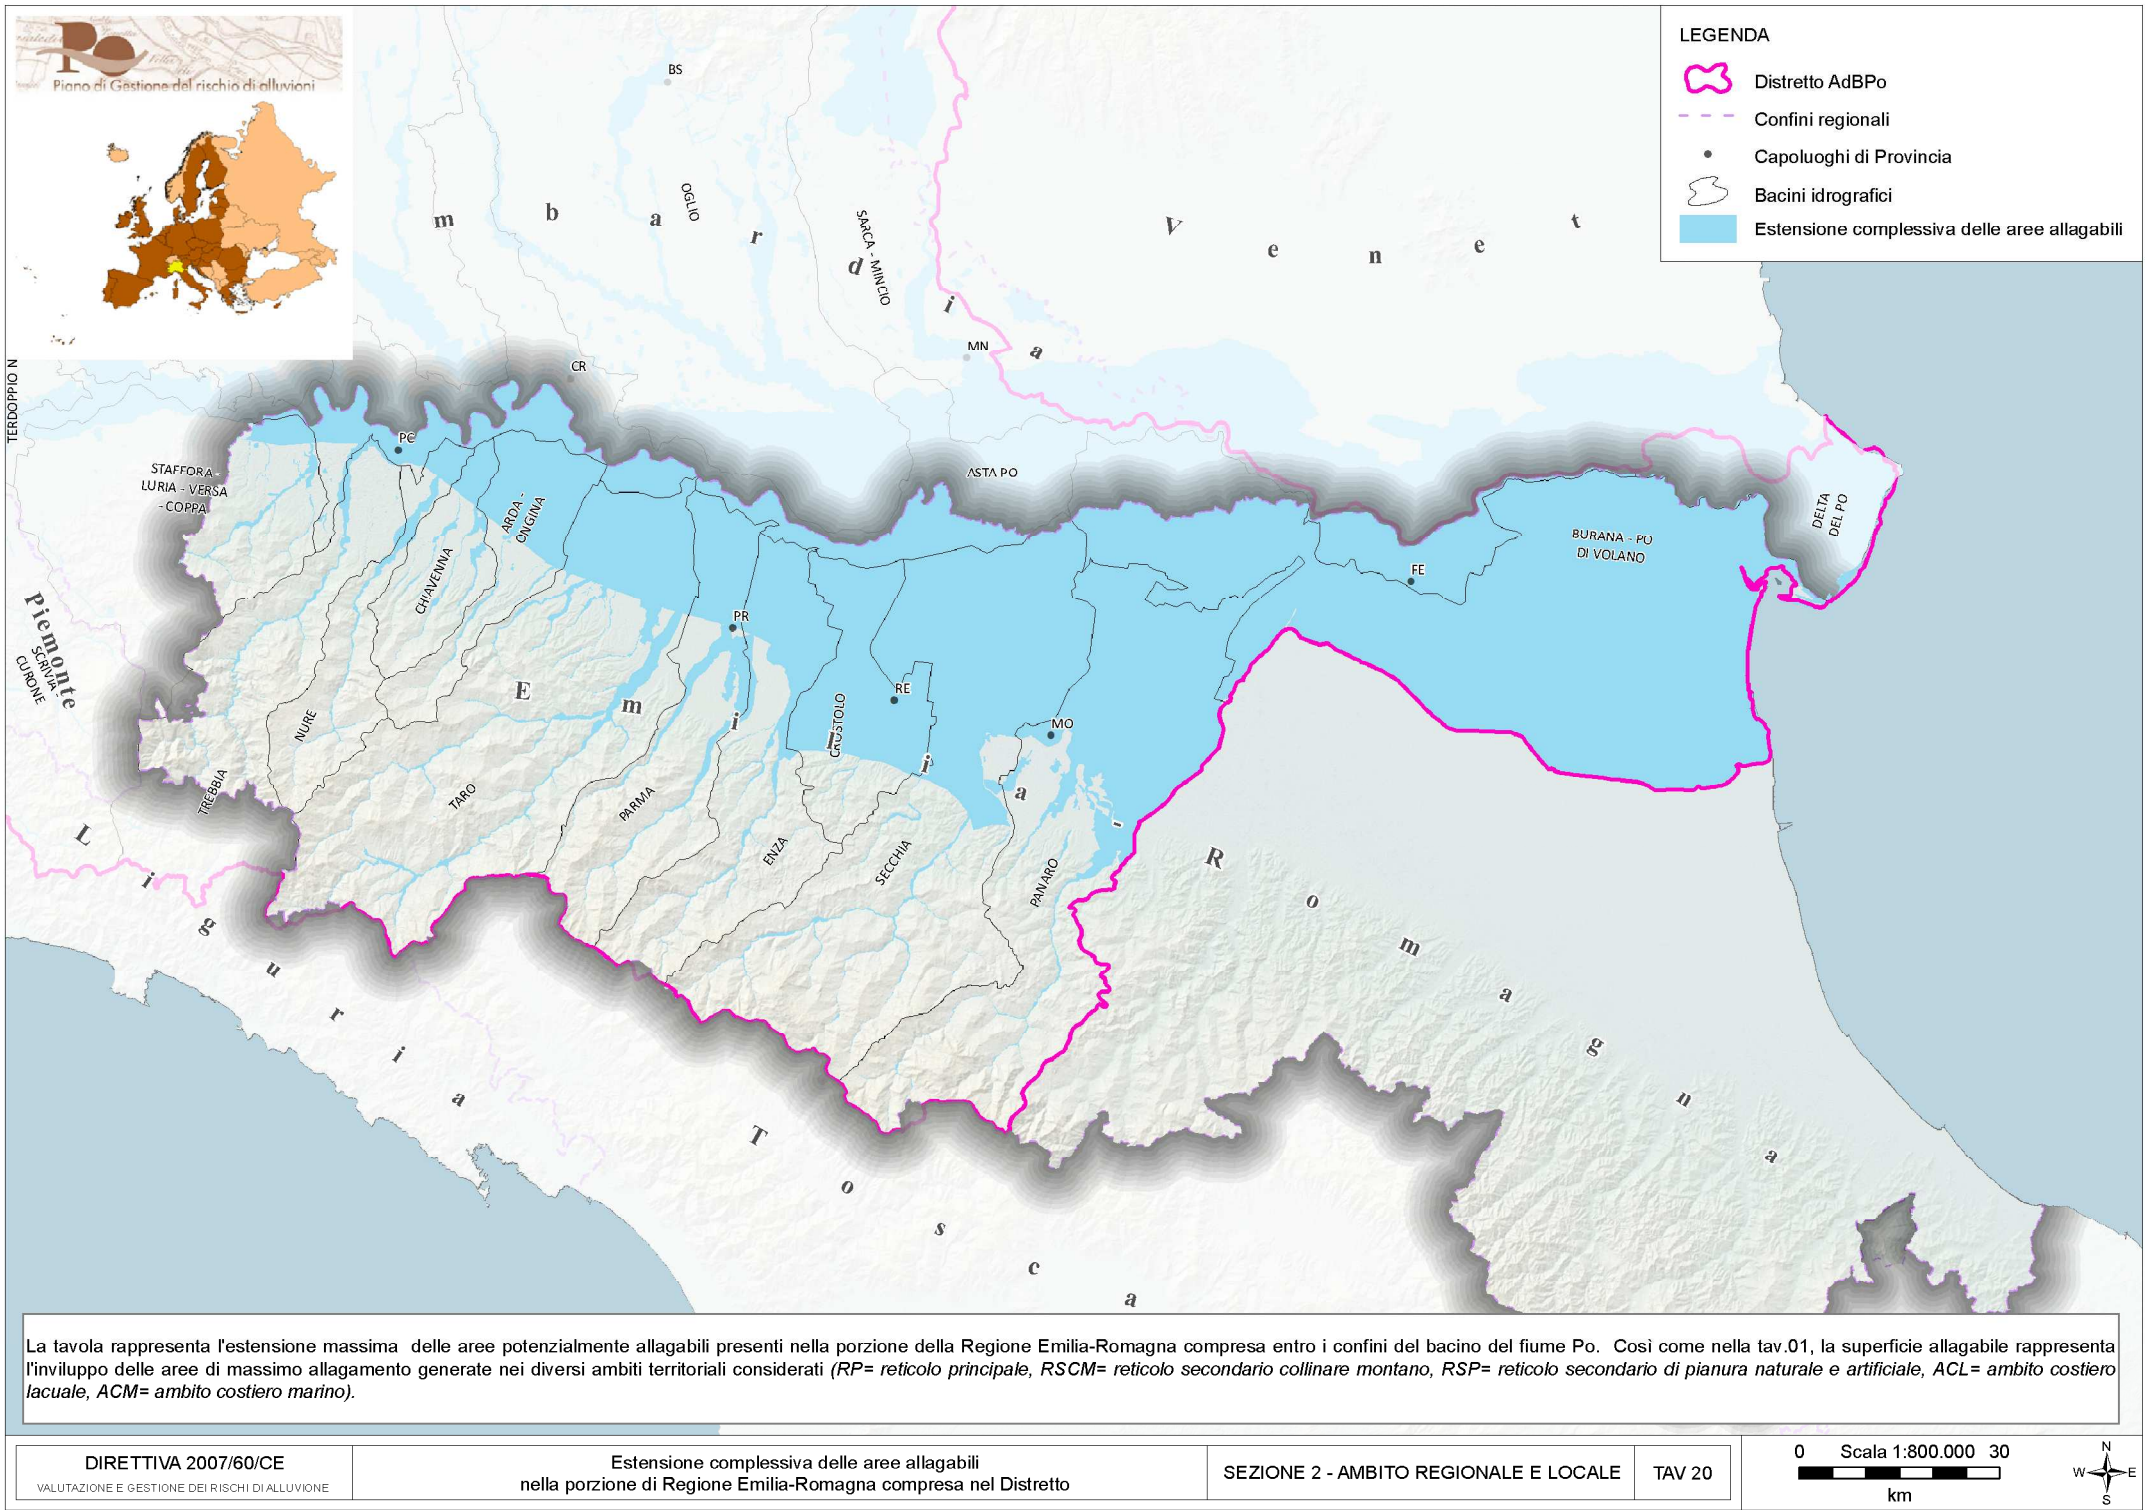 Po
Piano di Gestione del rischio di alluvioni
LEGENDA
Distretto AdBPo
Confini regionali
Capoluoghi di Provincia
Bacini idrografici
Estensione complessiva delle aree allagabili
BS
OGLIO
SARCA - MINCIO
m b a r d i a
V e n e t
MN
CR
TERDOPPIO N
PC
STAFFORA -
LURIA - VERSA
- COPPA
ASTA PO
ARDA -
ONGINA
CHIAVENNA
DELTA
DEL PO
BURANA - PO
DI VOLANO
FE
Piemonte
SCRIVIA -
CURONE
PR
RE
MO
E m i l i a -
NURE
TREBBIA
TARO
PARMA
ENZA
CROSTOLO
SECCHIA
PANARO
R o m a g n a
L i g u r i a
T o s c a
La tavola rappresenta l'estensione massima delle aree potenzialmente allagabili presenti nella porzione della Regione Emilia-Romagna compresa entro i confini del bacino del fiume Po. Così come nella tav.01, la superficie allagabile rappresenta
l'inviluppo delle aree di massimo allagamento generate nei diversi ambiti territoriali considerati (RP= reticolo principale, RSCM= reticolo secondario collinare montano, RSP= reticolo secondario di pianura naturale e artificiale, ACL= ambito costiero
lacuale, ACM= ambito costiero marino).
DIRETTIVA 2007/60/CE
VALUTAZIONE E GESTIONE DEI RISCHI DI ALLUVIONE
Estensione complessiva delle aree allagabili
nella porzione di Regione Emilia-Romagna compresa nel Distretto
SEZIONE 2 - AMBITO REGIONALE E LOCALE
TAV 20
0 Scala 1:800.000 30
km
N
W E
S